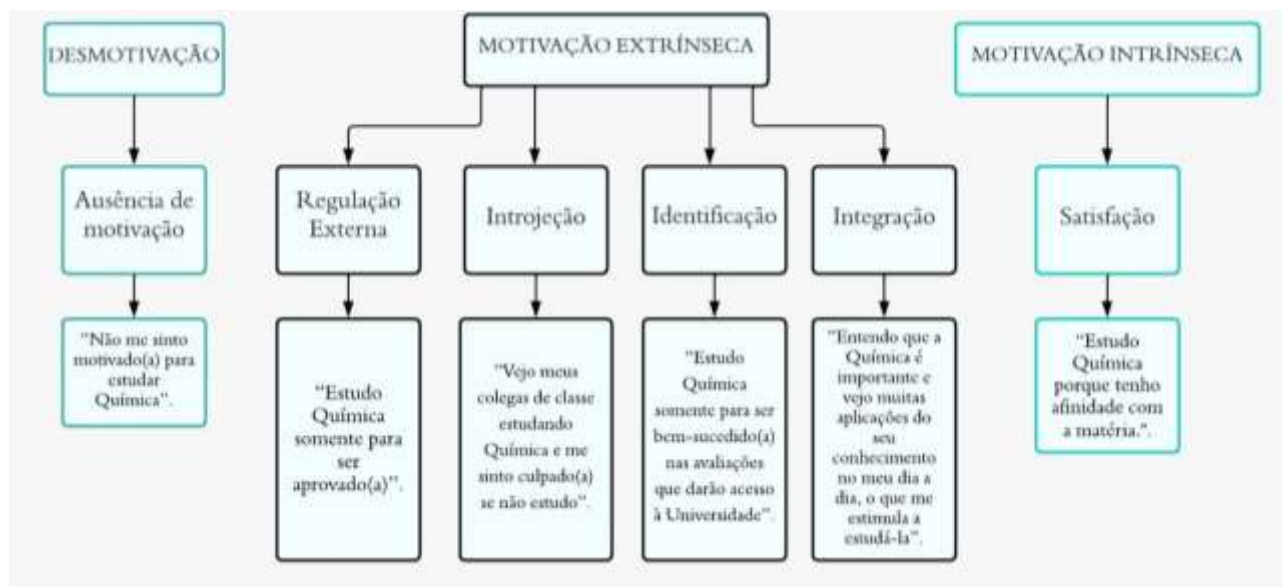 DESMOTIVAÇÃO
MOTIVAÇÃO EXTRÍNSECA
MOTIVAÇÃO INTRÍNSECA
Ausência de
motivação
Regulação
Externa
Introjeção
Identificação
Integração
Satisfação
"Não me sinto
motivado(a) para
estudar
Química".
"Estudo
Química
somente para
ser
aprovado(a)".
"Vejo meus
colegas de classe
estudando
Química e me
sinto culpado(a)
se não estudo".
"Estudo
Química
somente para ser
bem-sucedido(a)
nas avaliações
que darão acesso
à Universidade".
"Entendo que a
Química é
importante e
vejo muitas
aplicações do
seu
conhecimento
no meu dia a
dia, o que me
estimula a
estudá-la".
"Estudo
Química
porque tenho
afinidade com
a matéria.".